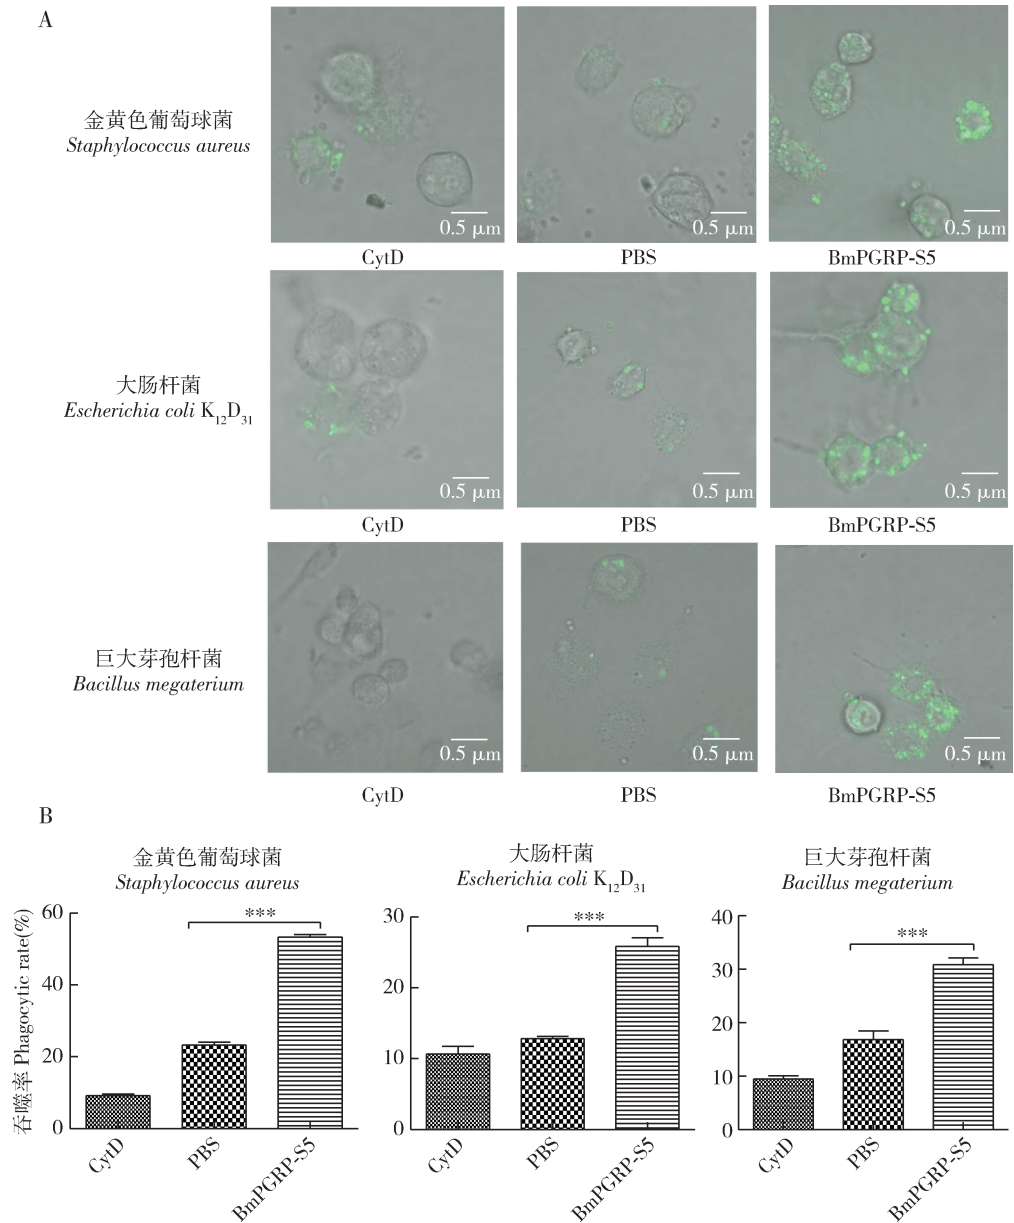 A
金黄色葡萄球菌
Staphylococcus aureus
0.5 μm
0.5 μm
0.5 μm
CytD
PBS
BmPGRP-S5
大肠杆菌
Escherichia coli K12D31
0.5 μm
0.5 μm
0.5 μm
CytD
PBS
BmPGRP-S5
巨大芽孢杆菌
Bacillus megaterium
0.5 μm
0.5 μm
0.5 μm
CytD
PBS
BmPGRP-S5
B
金黄色葡萄球菌
Staphylococcus aureus
吞噬率 Phagocytic rate(%)
60
40
20
0
***
CytD
PBS
BmPGRP-S5
大肠杆菌
Escherichia coli K12D31
30
20
10
0
***
CytD
PBS
BmPGRP-S5
巨大芽孢杆菌
Bacillus megaterium
40
30
20
10
0
***
CytD
PBS
BmPGRP-S5